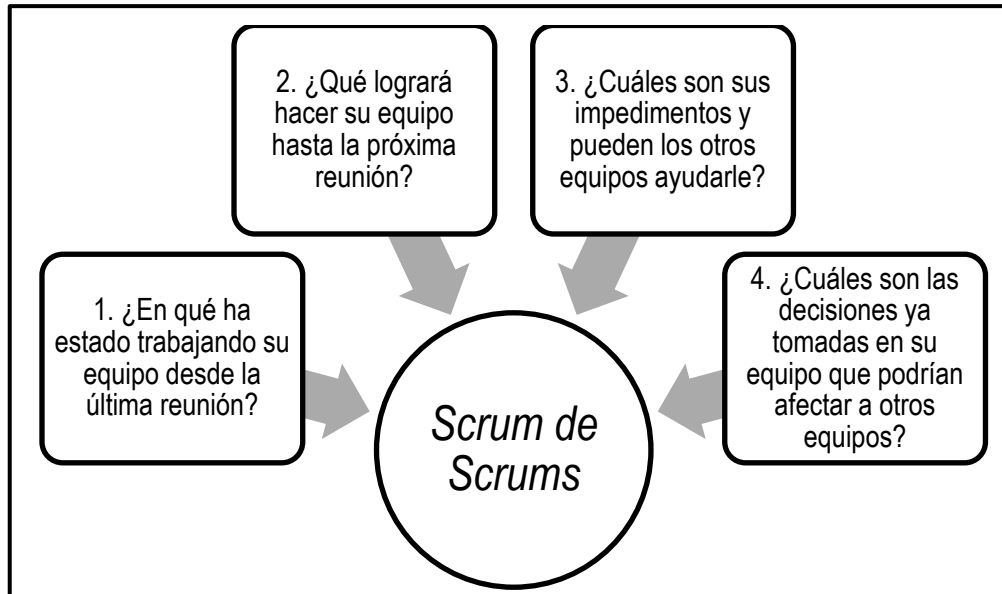 1. ¿En qué ha
estado trabajando su
equipo desde la
última reunión?
2. ¿Qué logrará
hacer su equipo
hasta la próxima
reunión?
3. ¿Cuáles son sus
impedimentos y
pueden los otros
equipos ayudarle?
4. ¿Cuáles son las
decisiones ya
tomadas en su
equipo que podrían
afectar a otros
equipos?
Scrum de
Scrums